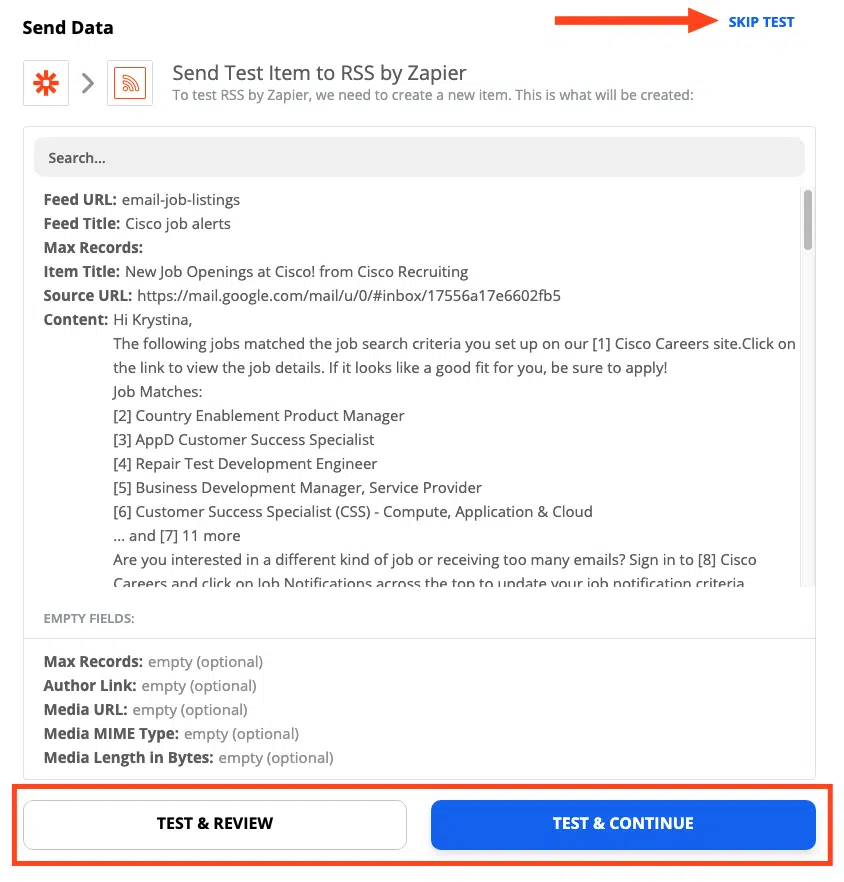 Send Data
SKIP TEST
Send Test Item to RSS by Zapier
To test RSS by Zapier, we need to create a new item. This is what will be created:
Search...
Feed URL: email-job-listings
Feed Title: Cisco job alerts
Max Records:
Item Title: New Job Openings at Cisco! from Cisco Recruiting
Source URL: https://mail.google.com/mail/u/0/#inbox/17556a17e6602fb5
Content: Hi Krystina,
The following jobs matched the job search criteria you set up on our [1] Cisco Careers site.Click on
the link to view the job details. If it looks like a good fit for you, be sure to apply!
Job Matches:
[2] Country Enablement Product Manager
[3] AppD Customer Success Specialist
[4] Repair Test Development Engineer
[5] Business Development Manager, Service Provider
[6] Customer Success Specialist (CSS) - Compute, Application & Cloud
... and [7] 11 more
Are you interested in a different kind of job or receiving too many emails? Sign in to [8] Cisco
Careers and click on Job Notifications across the top to update your job notification criteria
EMPTY FIELDS:
Max Records: empty (optional)
Author Link: empty (optional)
Media URL: empty (optional)
Media MIME Type: empty (optional)
Media Length in Bytes: empty (optional)
TEST & REVIEW
TEST & CONTINUE